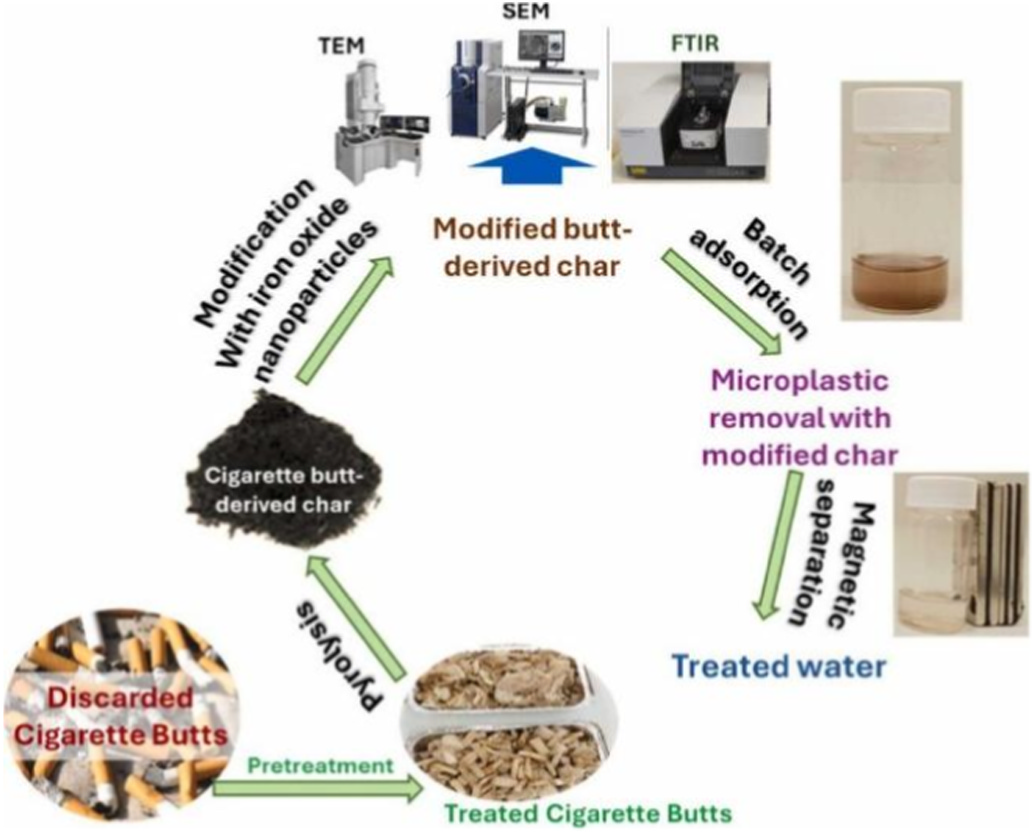 SEM
TEM
FTIR
Modified butt-
derived char
Modification
With iron oxide
nanoparticles
Batch
adsorption
Microplastic
removal with
modified char
Cigarette butt-
derived char
Magnetic
separation
Pyrolysis
Treated water
Discarded
Cigarette Butts
Pretreatment
Treated Cigarette Butts